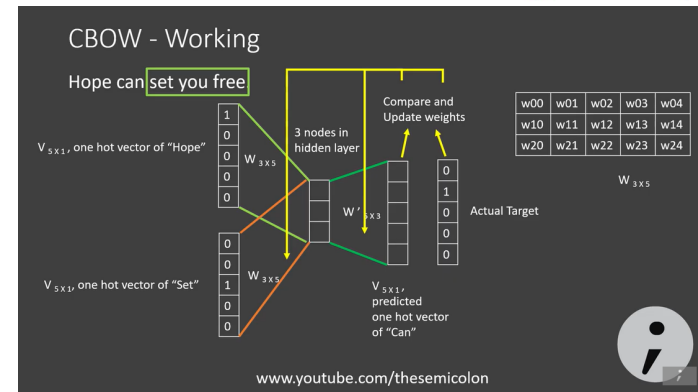 CBOW - Working
Hope can set you free
Compare and
Update weights
w00 w01 w02 w03 w04
w10 w11 w12 w13 w14
w20 w21 w22 w23 w24
W 3 X 5
1
0
0
0
0
V 5 X 1, one hot vector of “Hope”
W 3 X 5
3 nodes in
hidden layer
W ' 5 X 3
0
1
0
0
0
Actual Target
0
0
1
0
0
V 5 X 1, one hot vector of “Set”
W 3 X 5
V 5 X 1,
predicted
one hot vector
of “Can”
www.youtube.com/thesemicolon
;
;